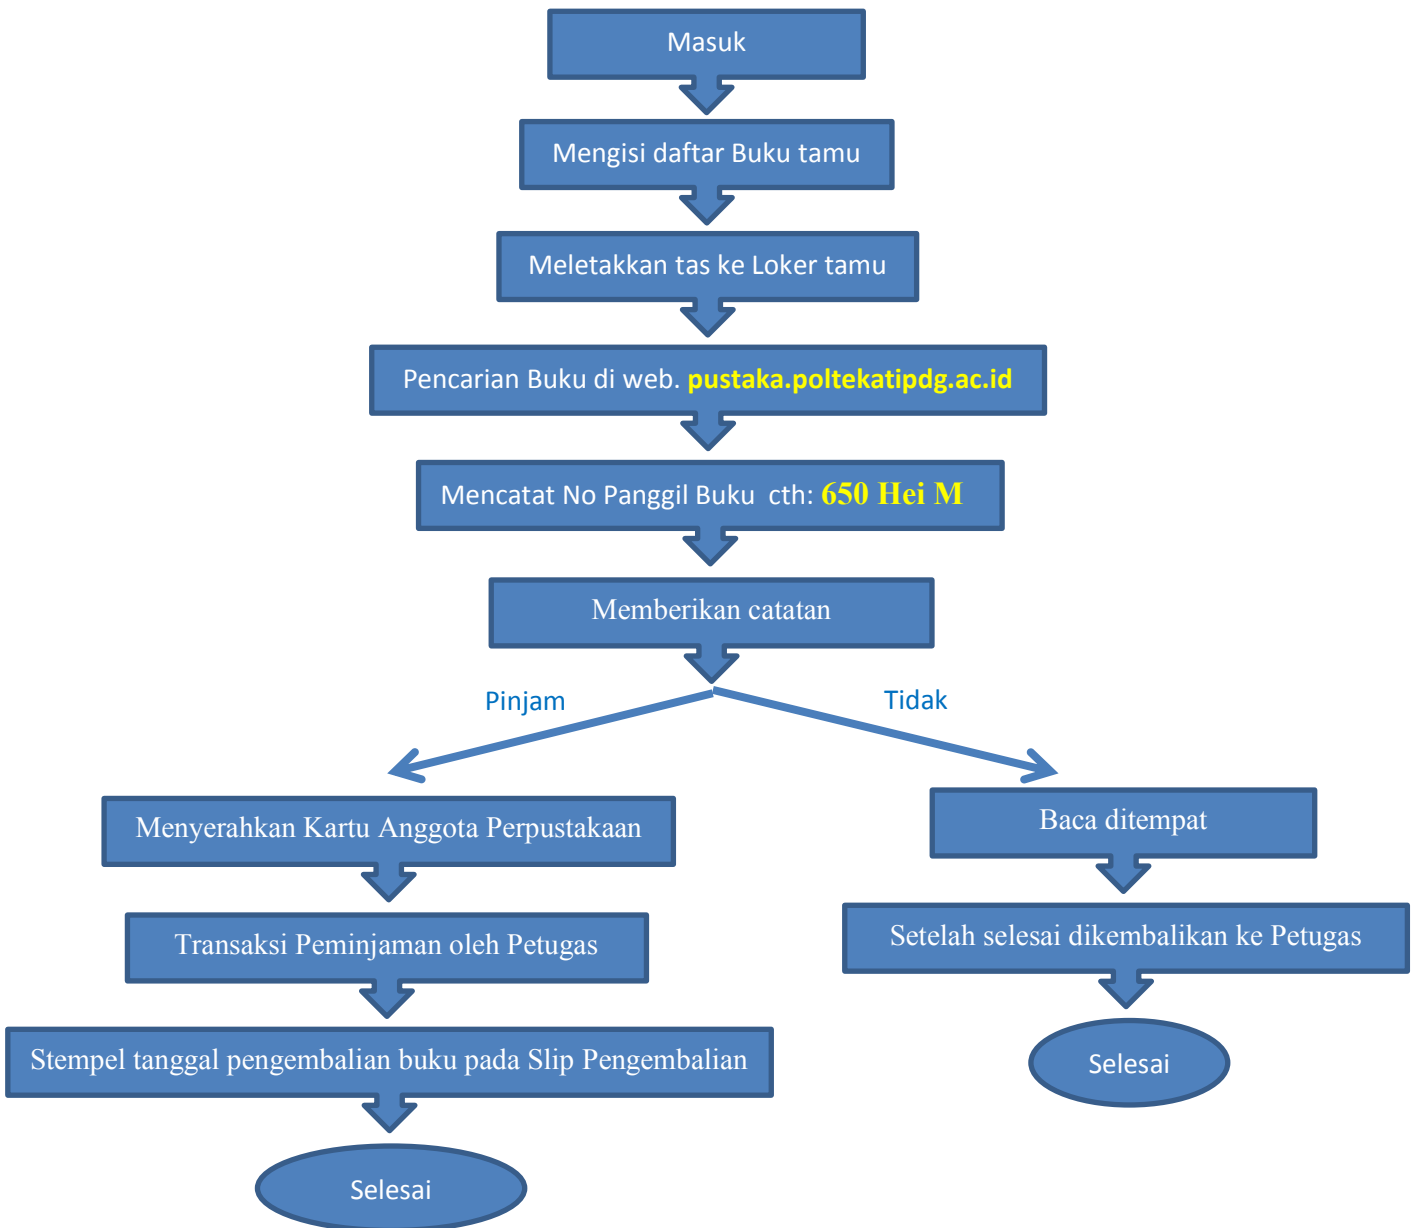 Masuk
Mengisi daftar Buku tamu
Meletakkan tas ke Loker tamu
Pencarian Buku di web. pustaka.poltekatipdg.ac.id
Mencatat No Panggil Buku  cth: 650 Hei M
Memberikan catatan
Pinjam
Tidak
Menyerahkan Kartu Anggota Perpustakaan
Transaksi Peminjaman oleh Petugas
Stempel tanggal pengembalian buku pada Slip Pengembalian
Selesai
Baca ditempat
Setelah selesai dikembalikan ke Petugas
Selesai